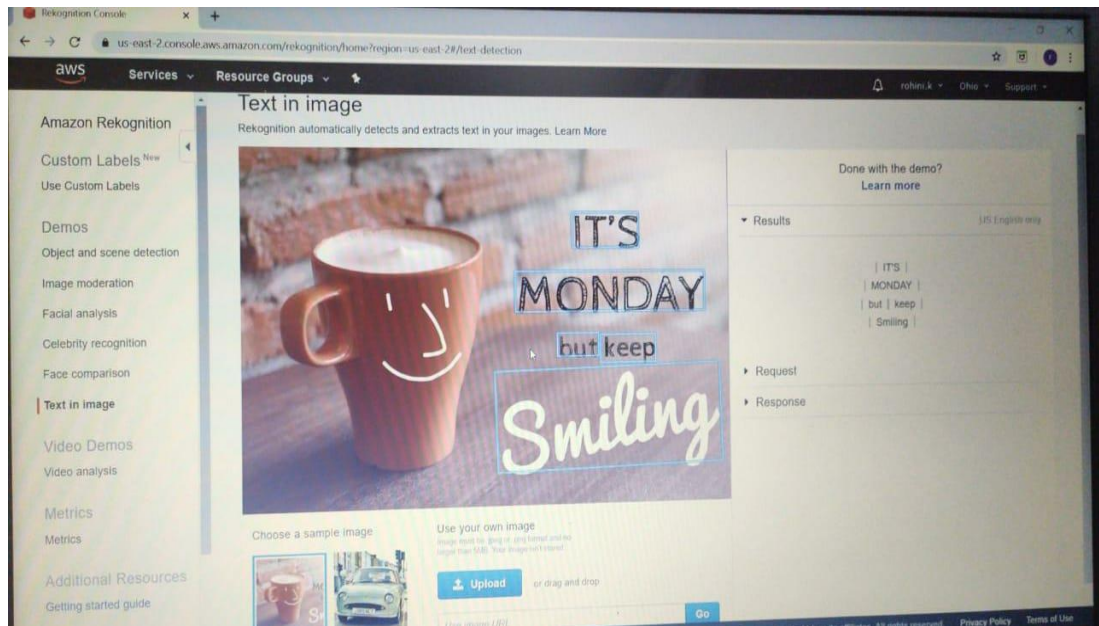 Rekognition Console
us-east-2.console.aws.amazon.com/rekognition/home?region=us-east-2#/text-detection
aws Services Resource Groups rohini.k Ohio Support
Amazon Rekognition
Custom Labels New
Use Custom Labels
Demos
Object and scene detection
Image moderation
Facial analysis
Celebrity recognition
Face comparison
Text in image
Video Demos
Video analysis
Metrics
Metrics
Additional Resources
Getting started guide
Text in image
Rekognition automatically detects and extracts text in your images. Learn More
IT'S
MONDAY
but keep
Smiling
Done with the demo?
Learn more
Results US English only
| IT'S |
| MONDAY |
| but | keep |
| Smiling |
Request
Response
Choose a sample image
Use your own image
Upload or drag and drop
Go
Privacy Policy Terms of Use